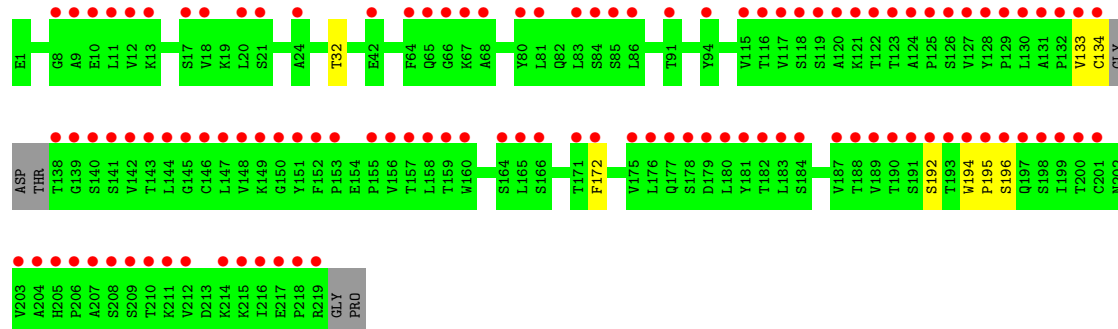 E1 G8 A9 E10 L11 V12 K13 S17 V18 K19 L20 S21 A24 T32 E42 F64 Q65 G66 K67 A68 Y80 L81 Q82 L83 S84 S85 L86 T91 Y94 V115 T116 V117 S118 S119 A120 K121 T122 T123 A124 P125 S126 V127 Y128 P129 L130 A131 P132 V133 C134 GLY
ASP THR T138 G139 S140 S141 V142 T143 L144 G145 C146 L147 V148 K149 G150 Y151 F152 P153 E154 P155 V156 T157 L158 T159 W160 S164 L165 S166 T171 F172 V175 L176 Q177 S178 D179 L180 Y181 T182 L183 S184 V187 T188 V189 T190 S191 S192 T193 W194 P195 S196 Q197 S198 I199 T200 C201 N202
V203 A204 H205 P206 A207 S208 S209 T210 K211 V212 D213 K214 K215 I216 E217 P218 R219 GLY PRO